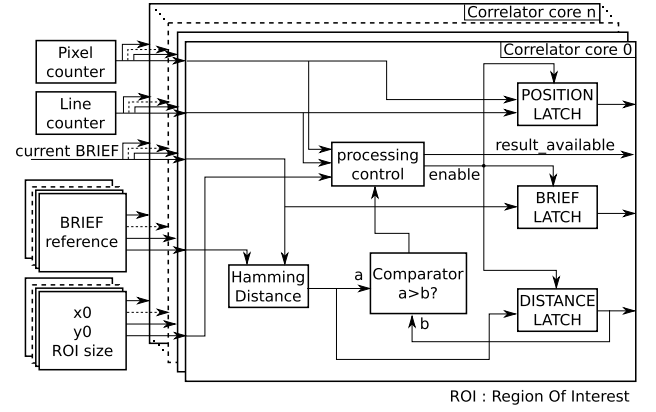 Correlator core n
Correlator core 0
Pixel
counter
Line
counter
current BRIEF
BRIEF
reference
x0
y0
ROI size
processing
control
result_available
enable
POSITION
LATCH
BRIEF
LATCH
Hamming
Distance
a
Comparator
a>b?
b
DISTANCE
LATCH
ROI : Region Of Interest